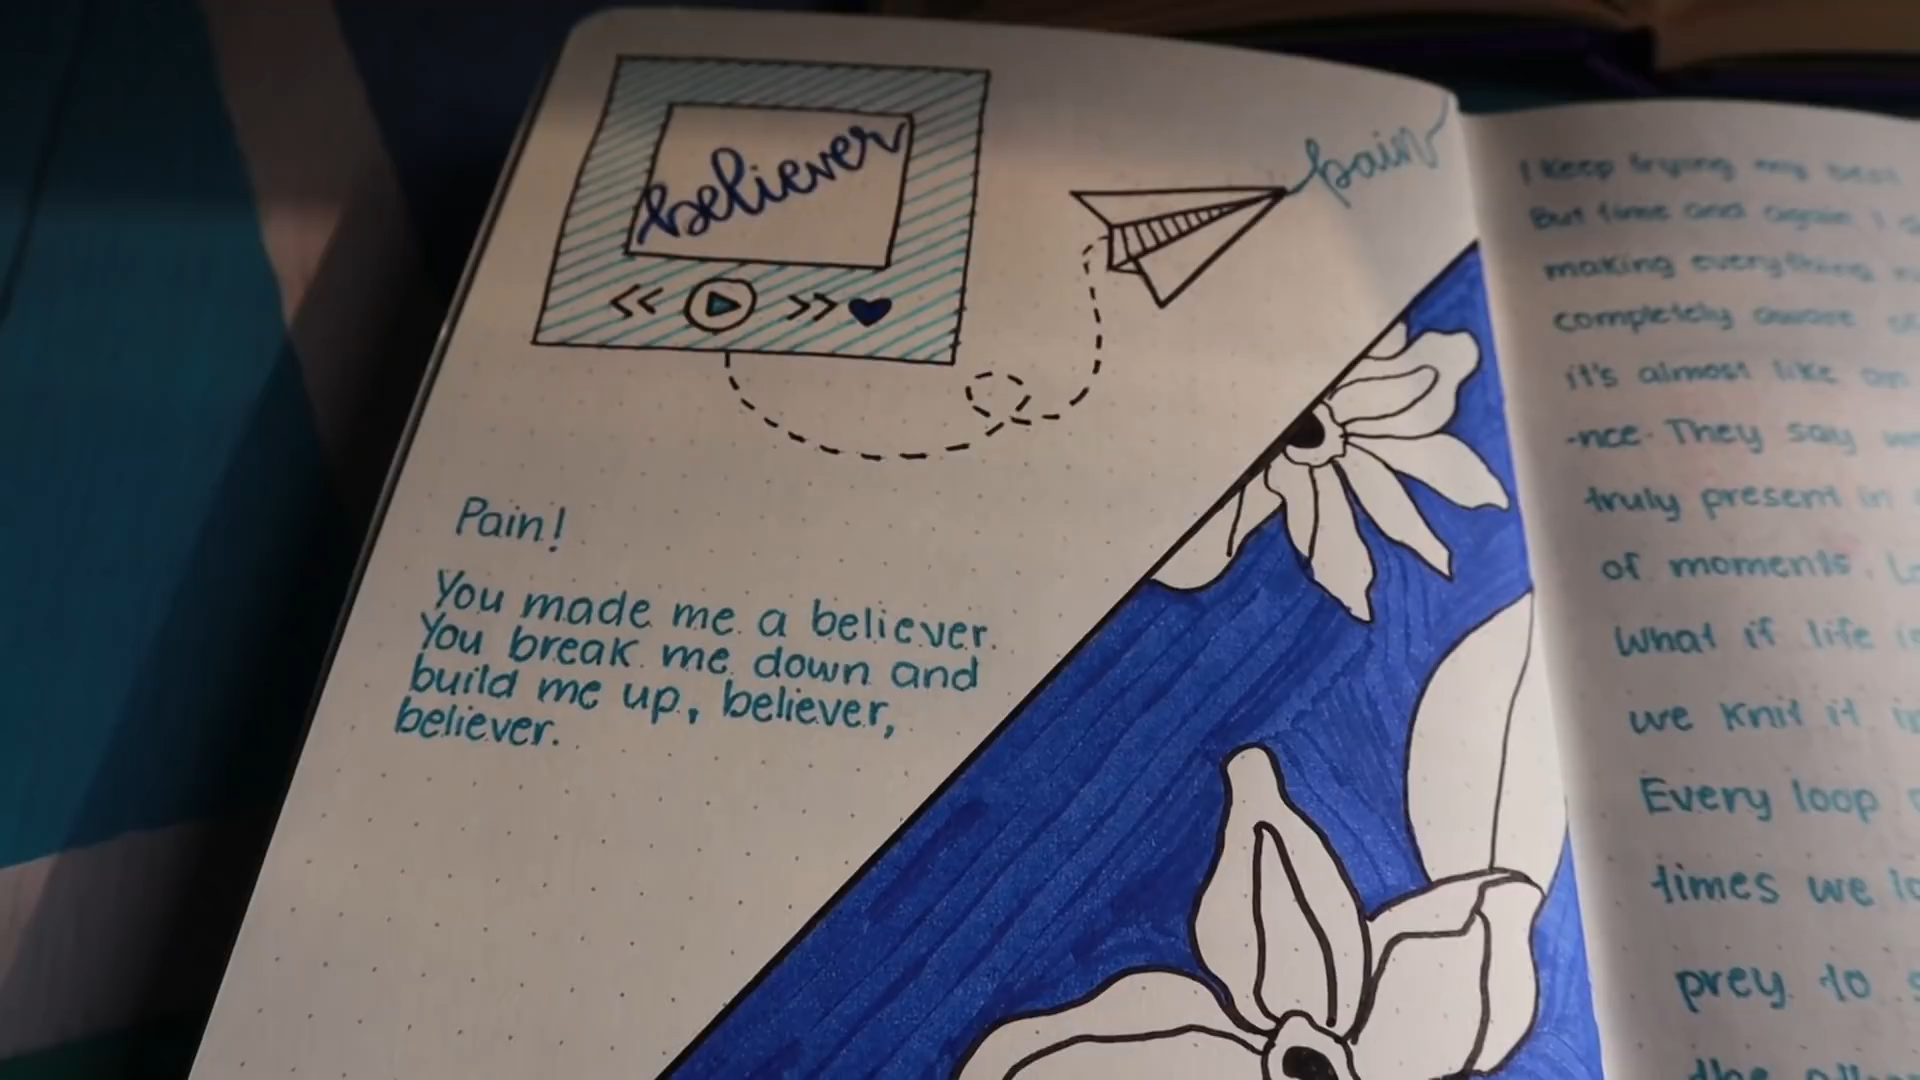 believer
<< >>
pain
Pain!
You made me a believer.
You break me down and
build me up, believer,
believer.
I keep trying my best
But time and again I
making everything
completely aware
it's almost like an
-nce. They say
truly present in
of moments.
What if life
we knit it
Every loop
times we
prey to